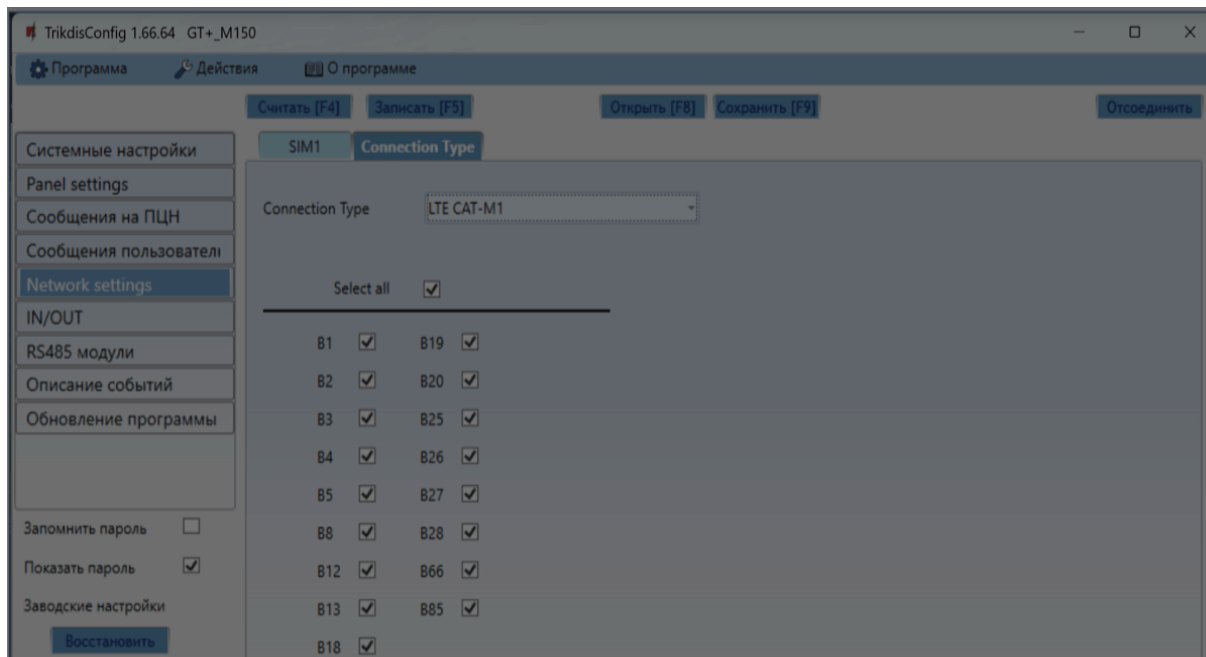 TrikdisConfig 1.66.64 GT+_M150
Программа Действия О программе
Считать [F4] Записать [F5] Открыть [F8] Сохранить [F9] Отсоединить
Системные настройки
Panel settings
Сообщения на ПЦН
Сообщения пользовател
Network settings
IN/OUT
RS485 модули
Описание событий
Обновление программы
Запомнить пароль
Показать пароль
Заводские настройки
Восстановить
SIM1 Connection Type
Connection Type LTE CAT-M1
Select all
B1 B19
B2 B20
B3 B25
B4 B26
B5 B27
B8 B28
B12 B66
B13 B85
B18